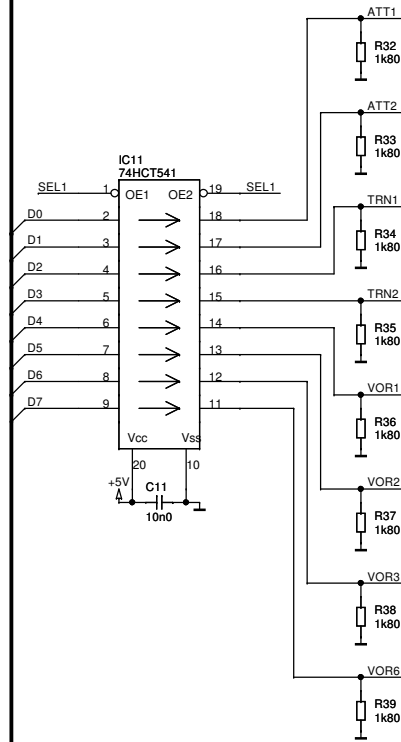 ATT1
R32
1k80
ATT2
R33
1k80
IC11
74HCT541
SEL1 1 OE1 OE2 19 SEL1
TRN1
D0 2 18
R34
1k80
D1 3 17
D2 4 16
TRN2
D3 5 15
D4 6 14
R35
1k80
D5 7 13
D6 8 12
VOR1
D7 9 11
R36
1k80
Vcc Vss
20 10
+5V
C11
10n0
VOR2
R37
1k80
VOR3
R38
1k80
VOR6
R39
1k80